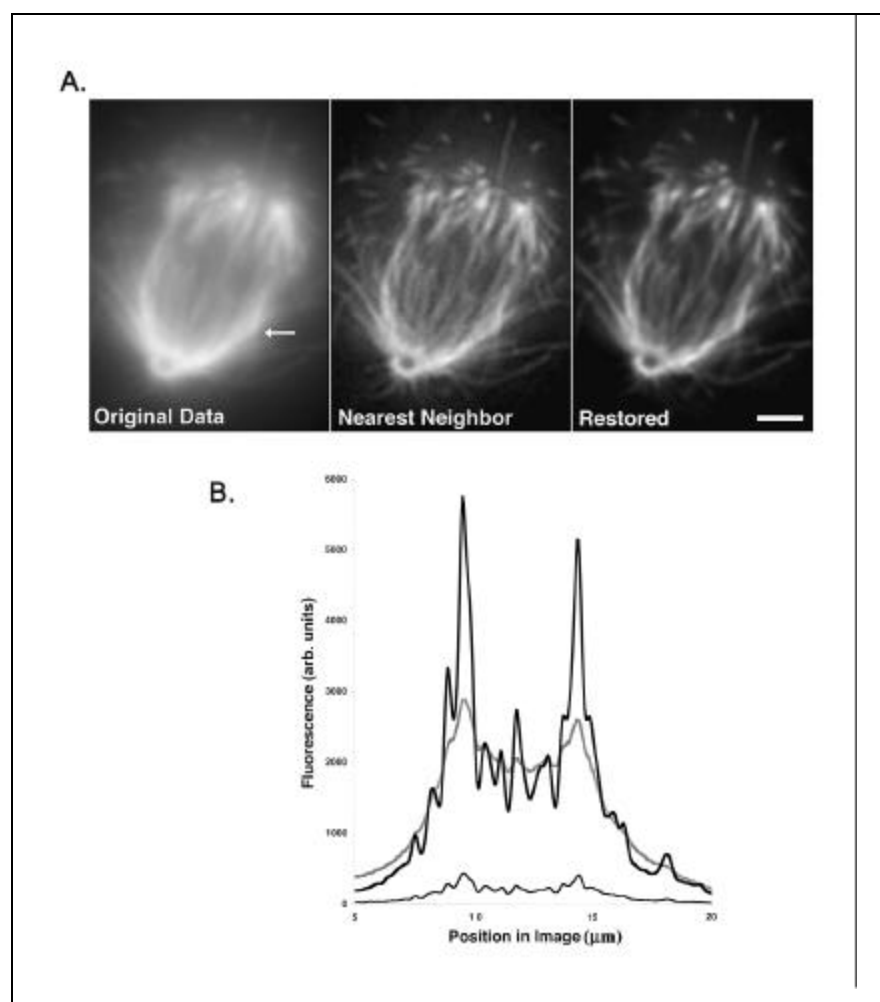 A.
Original Data
Nearest Neighbor
Restored
B.
6000
5000
4000
3000
2000
1000
0
Fluorescence (arb. units)
5
10
15
20
Position in Image (µm)